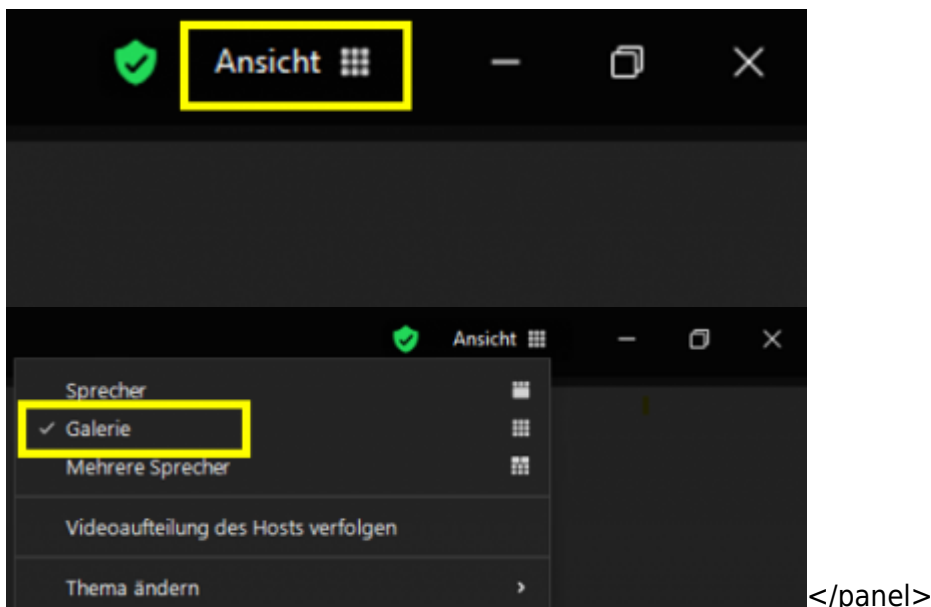 Ansicht
Ansicht
Sprecher
Galerie
Mehrere Sprecher
Videoaufteilung des Hosts verfolgen
Thema ändern
</panel>